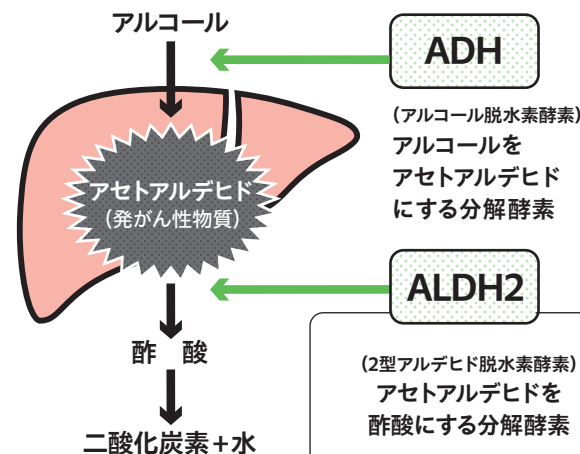 アルコール
ADH
(アルコール脱水素酵素)
アルコールを
アセトアルデヒド
にする分解酵素
アセトアルデヒド
(発がん性物質)
ALDH2
酢 酸
(2型アルデヒド脱水素酵素)
アセトアルデヒドを
酢酸にする分解酵素
二酸化炭素+水